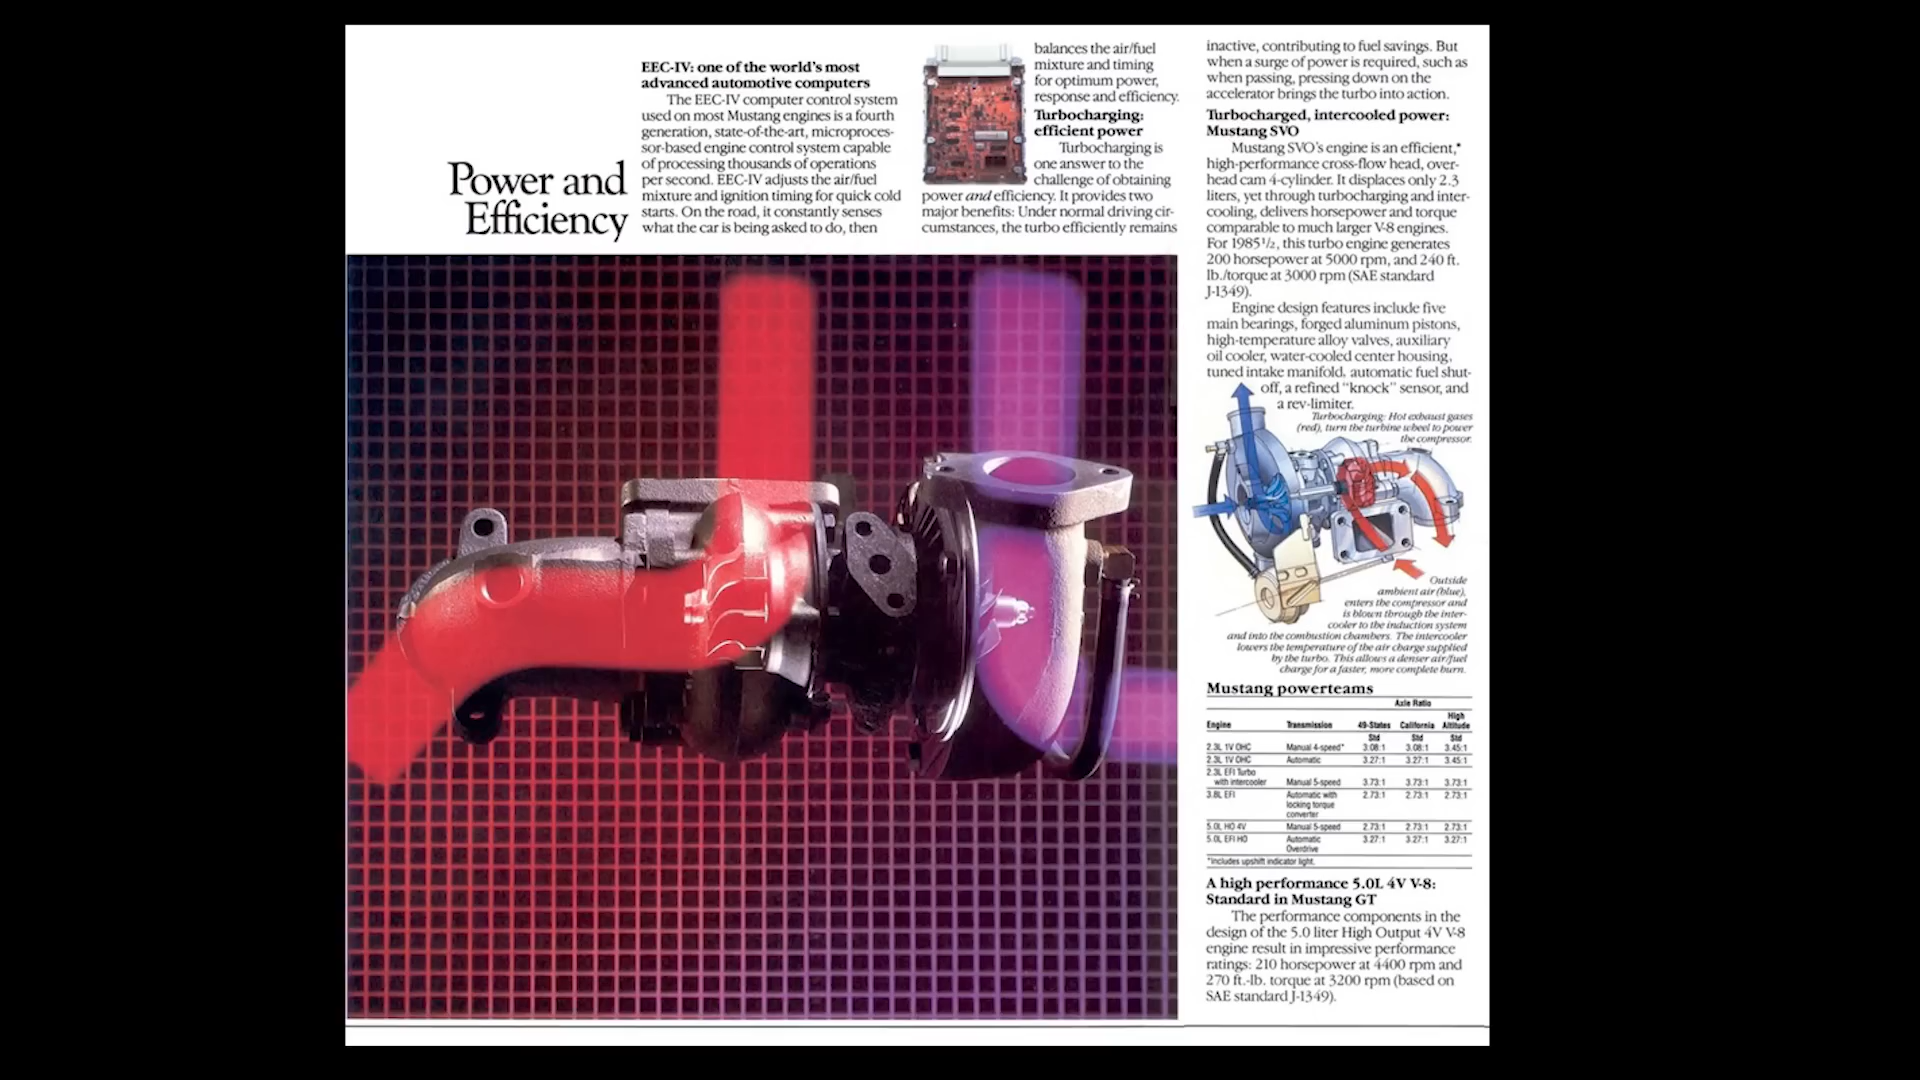 Power and
Efficiency
EEC-IV: one of the world's most
advanced automotive computers
The EEC-IV computer control system
used on most Mustang engines is a fourth
generation, state-of-the-art, microproces-
sor-based engine control system capable
of processing thousands of operations
per second. EEC-IV adjusts the air/fuel
mixture and ignition timing for quick cold
starts. On the road, it constantly senses
what the car is being asked to do, then
balances the air/fuel
mixture and timing
for optimum power,
response and efficiency.
Turbocharging:
efficient power
Turbocharging is
one answer to the
challenge of obtaining
power and efficiency. It provides two
major benefits: Under normal driving cir-
cumstances, the turbo efficiently remains
inactive, contributing to fuel savings. But
when a surge of power is required, such as
when passing, pressing down on the
accelerator brings the turbo into action.
Turbocharged, intercooled power:
Mustang SVO
Mustang SVO's engine is an efficient,*
high-performance cross-flow head, over-
head cam 4-cylinder. It displaces only 2.3
liters, yet through turbocharging and inter-
cooling, delivers horsepower and torque
comparable to much larger V-8 engines.
For 1985 1/2, this turbo engine generates
200 horsepower at 5000 rpm, and 240 ft.
lb./torque at 3000 rpm (SAE standard
J-1349).
Engine design features include five
main bearings, forged aluminum pistons,
high-temperature alloy valves, auxiliary
oil cooler, water-cooled center housing,
tuned intake manifold, automatic fuel shut-
off, a refined "knock" sensor, and
a rev-limiter.
Turbocharging: Hot exhaust gases
(red), turn the turbine wheel to power
the compressor.
Outside
ambient air (blue),
enters the compressor and
is blown through the inter-
cooler to the induction system
and into the combustion chambers. The intercooler
lowers the temperature of the air charge supplied
by the turbo. This allows a denser air/fuel
charge for a faster, more complete burn.
Mustang powerteams
Axle Ratio
High
Engine Transmission 49-States California Altitude
Std Std Std
2.3L 1V OHC Manual 4-speed* 3.08:1 3.08:1 3.45:1
2.3L 1V OHC Automatic 3.27:1 3.27:1 3.45:1
2.3L EFI Turbo
with intercooler Manual 5-speed 3.73:1 3.73:1 3.73:1
3.8L EFI Automatic with 2.73:1 2.73:1 2.73:1
locking torque
converter
5.0L HO 4V Manual 5-speed 2.73:1 2.73:1 2.73:1
5.0L EFI HO Automatic 3.27:1 3.27:1 3.27:1
Overdrive
*Includes upshift indicator light.
A high performance 5.0L 4V V-8:
Standard in Mustang GT
The performance components in the
design of the 5.0 liter High Output 4V V-8
engine result in impressive performance
ratings: 210 horsepower at 4400 rpm and
270 ft.-lb. torque at 3200 rpm (based on
SAE standard J-1349).